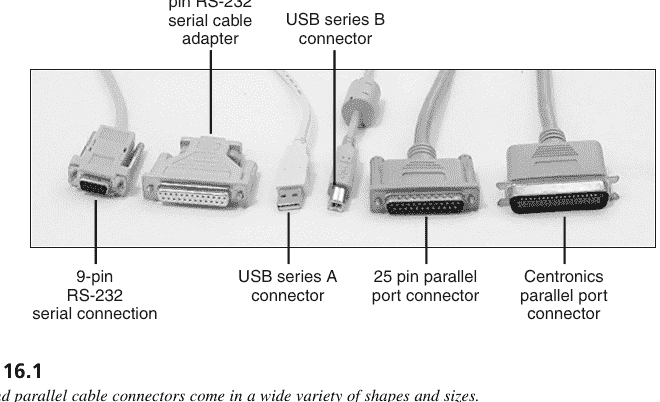 pin RS-232
serial cable
adapter
USB series B
connector
9-pin
RS-232
serial connection
USB series A
connector
25 pin parallel
port connector
Centronics
parallel port
connector
16.1
parallel cable connectors come in a wide variety of shapes and sizes.